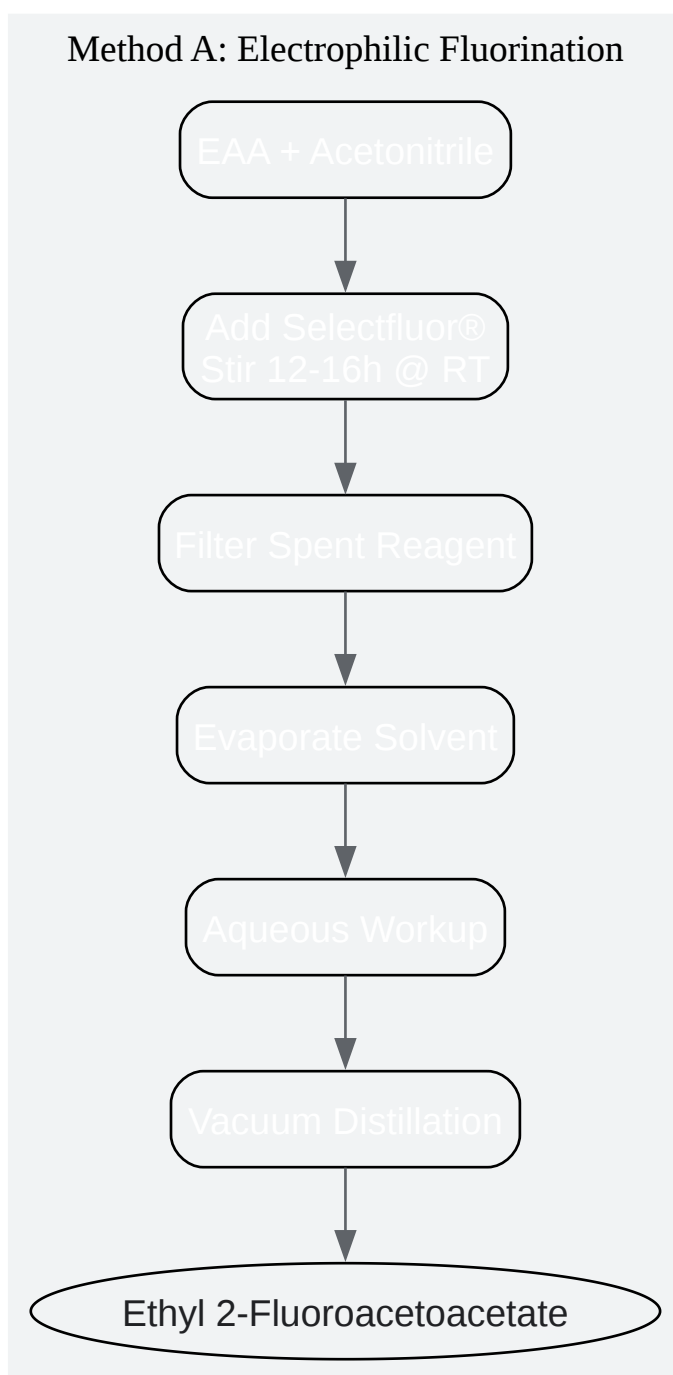 Method A: Electrophilic Fluorination
EAA + Acetonitrile
Add Selectfluor®
Stir 12-16h @ RT
Filter Spent Reagent
Evaporate Solvent
Aqueous Workup
Vacuum Distillation
Ethyl 2-Fluoroacetoacetate